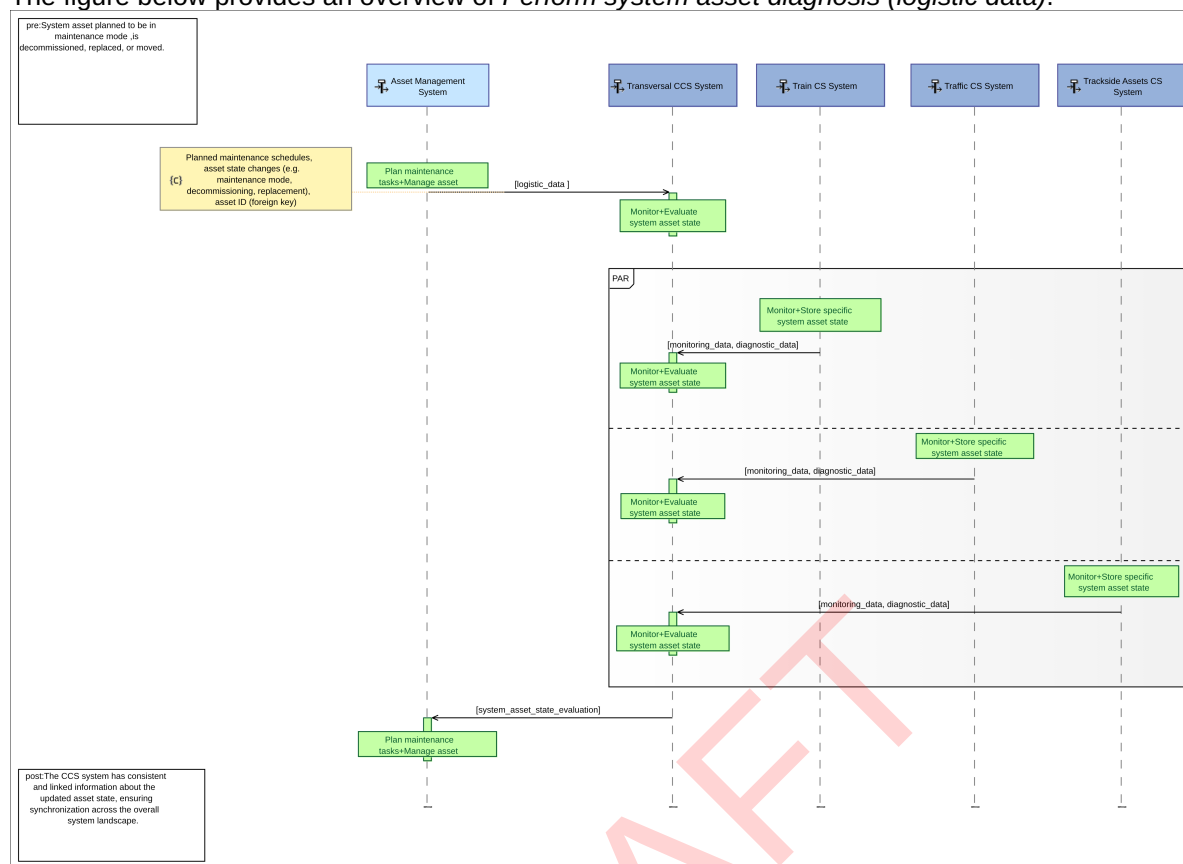 The figure below provides an overview of Perform system asset diagnosis (logistic data).
pre:System asset planned to be in
maintenance mode ,is
decommissioned, replaced, or moved.
Asset Management
System
Transversal CCS System
Train CS System
Traffic CS System
Trackside Assets CS
System
{c}
Planned maintenance schedules,
asset state changes (e.g.
maintenance mode,
decommissioning, replacement),
asset ID (foreign key)
Plan maintenance
tasks+Manage asset
[logistic_data ]
Monitor+Evaluate
system asset state
PAR
Monitor+Store specific
system asset state
[monitoring_data, diagnostic_data]
Monitor+Evaluate
system asset state
Monitor+Store specific
system asset state
[monitoring_data, diagnostic_data]
Monitor+Evaluate
system asset state
Monitor+Store specific
system asset state
[monitoring_data, diagnostic_data]
Monitor+Evaluate
system asset state
[system_asset_state_evaluation]
Plan maintenance
tasks+Manage asset
post:The CCS system has consistent
and linked information about the
updated asset state, ensuring
synchronization across the overall
system landscape.
AFT